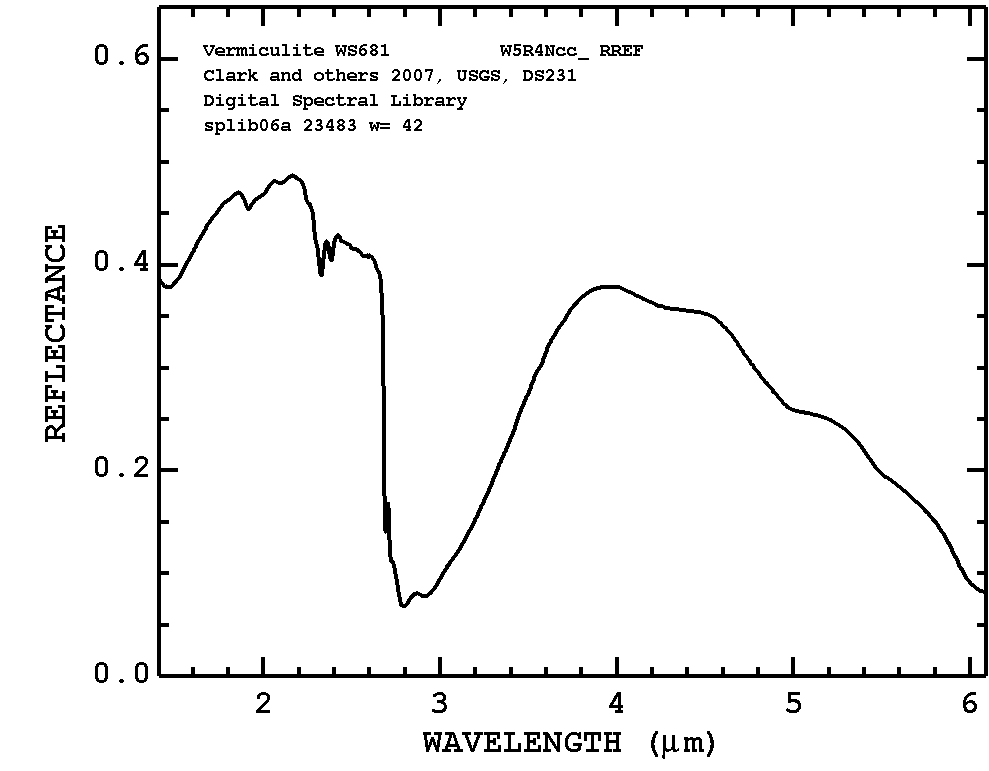 Vermiculite WS681 W5R4Ncc_ RREF
Clark and others 2007, USGS, DS231
Digital Spectral Library
splib06a 23483 w= 42
0.6
0.4
0.2
0.0
REFLECTANCE
2 3 4 5 6
WAVELENGTH (μm)